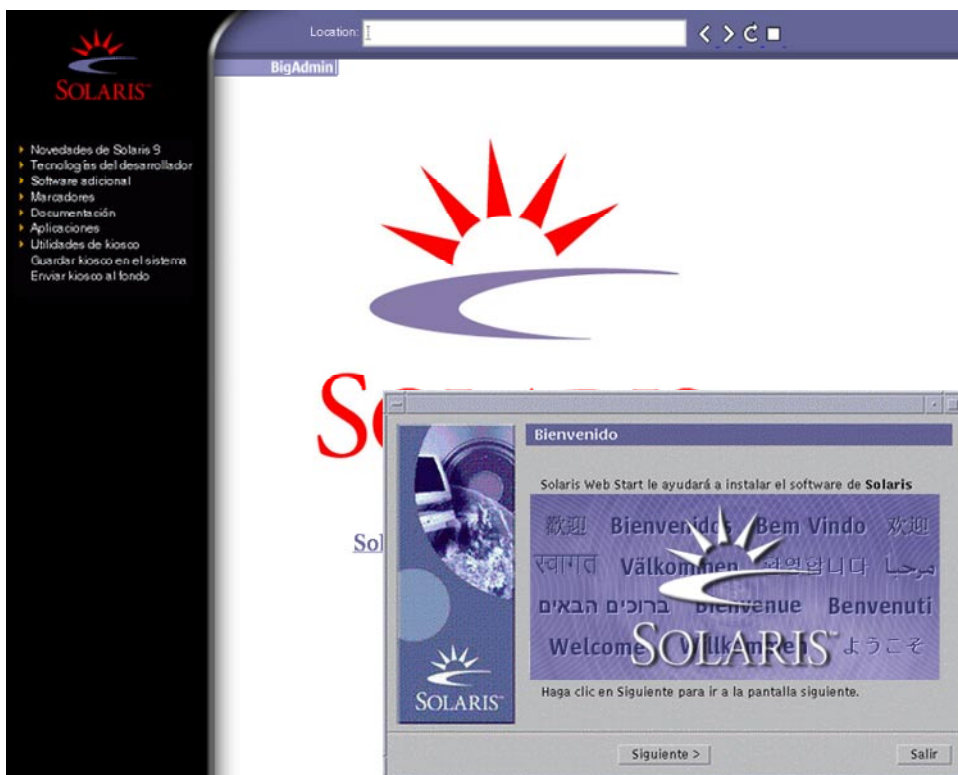 Location:
BigAdmin
SOLARIS™
Novedades de Solaris 9
Tecnologías del desarrollador
Software adicional
Marcadores
Documentación
Aplicaciones
Utilidades de kiosco
Guardar kiosco en el sistema
Enviar kiosco al fondo
Bienvenido
Solaris Web Start le ayudará a instalar el software de Solaris
歡迎 Bienvenidos Bem Vindo 欢迎
स्वागत Välkommen 환영합니다 مرحبا
ברוכים הבאים Bienvenue Benvenuti
Welcome Willkommen ようこそ
SOLARIS™
SOLARIS™
Haga clic en Siguiente para ir a la pantalla siguiente.
Siguiente >
Salir